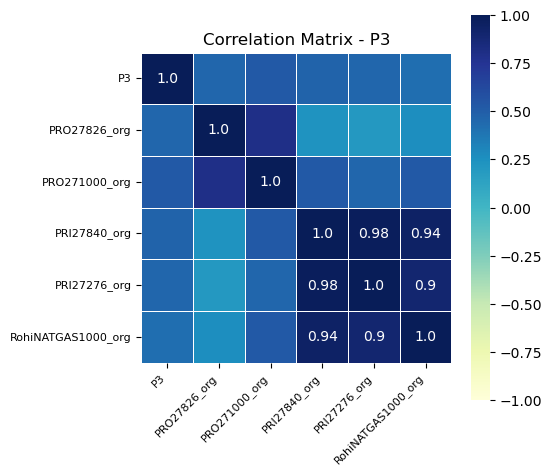 Correlation Matrix - P3
P3
PRO27826_org
PRO271000_org
PRI27840_org
PRI27276_org
RohiNATGAS1000_org
1.0
1.0
1.0
1.0 0.98 0.94
0.98 1.0 0.9
0.94 0.9 1.0
P3
PRO27826_org
PRO271000_org
PRI27840_org
PRI27276_org
RohiNATGAS1000_org
1.00
0.75
0.50
0.25
0.00
−0.25
−0.50
−0.75
−1.00